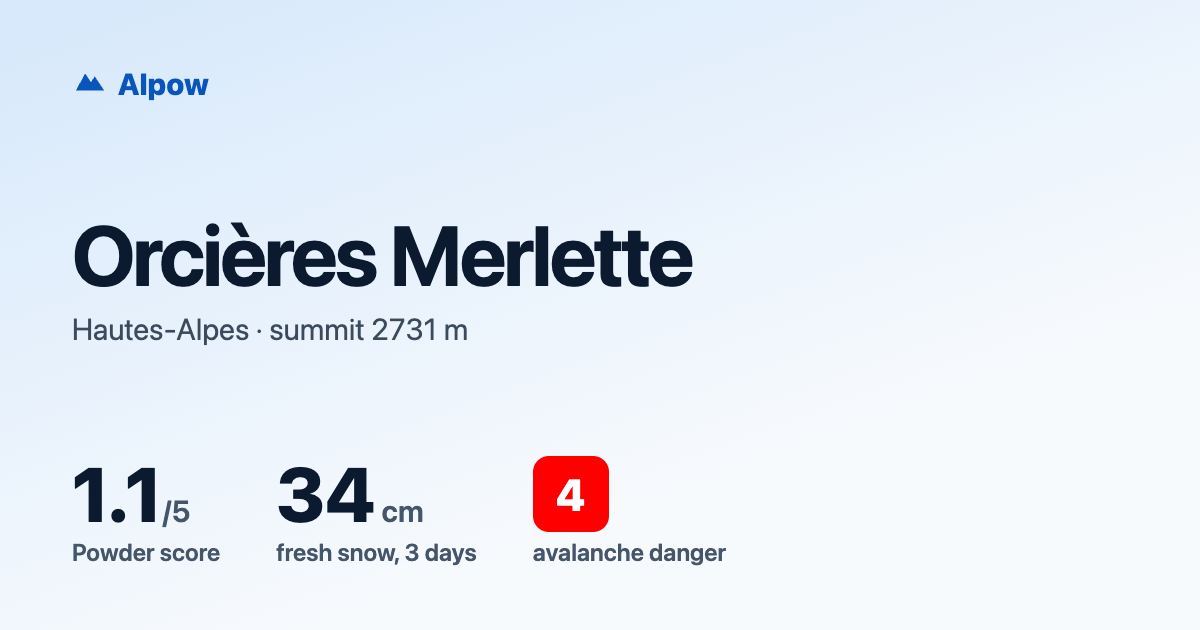 Alpow
Orcières Merlette
Hautes-Alpes · summit 2731 m
1.1/5
Powder score
34 cm
fresh snow, 3 days
4
avalanche danger